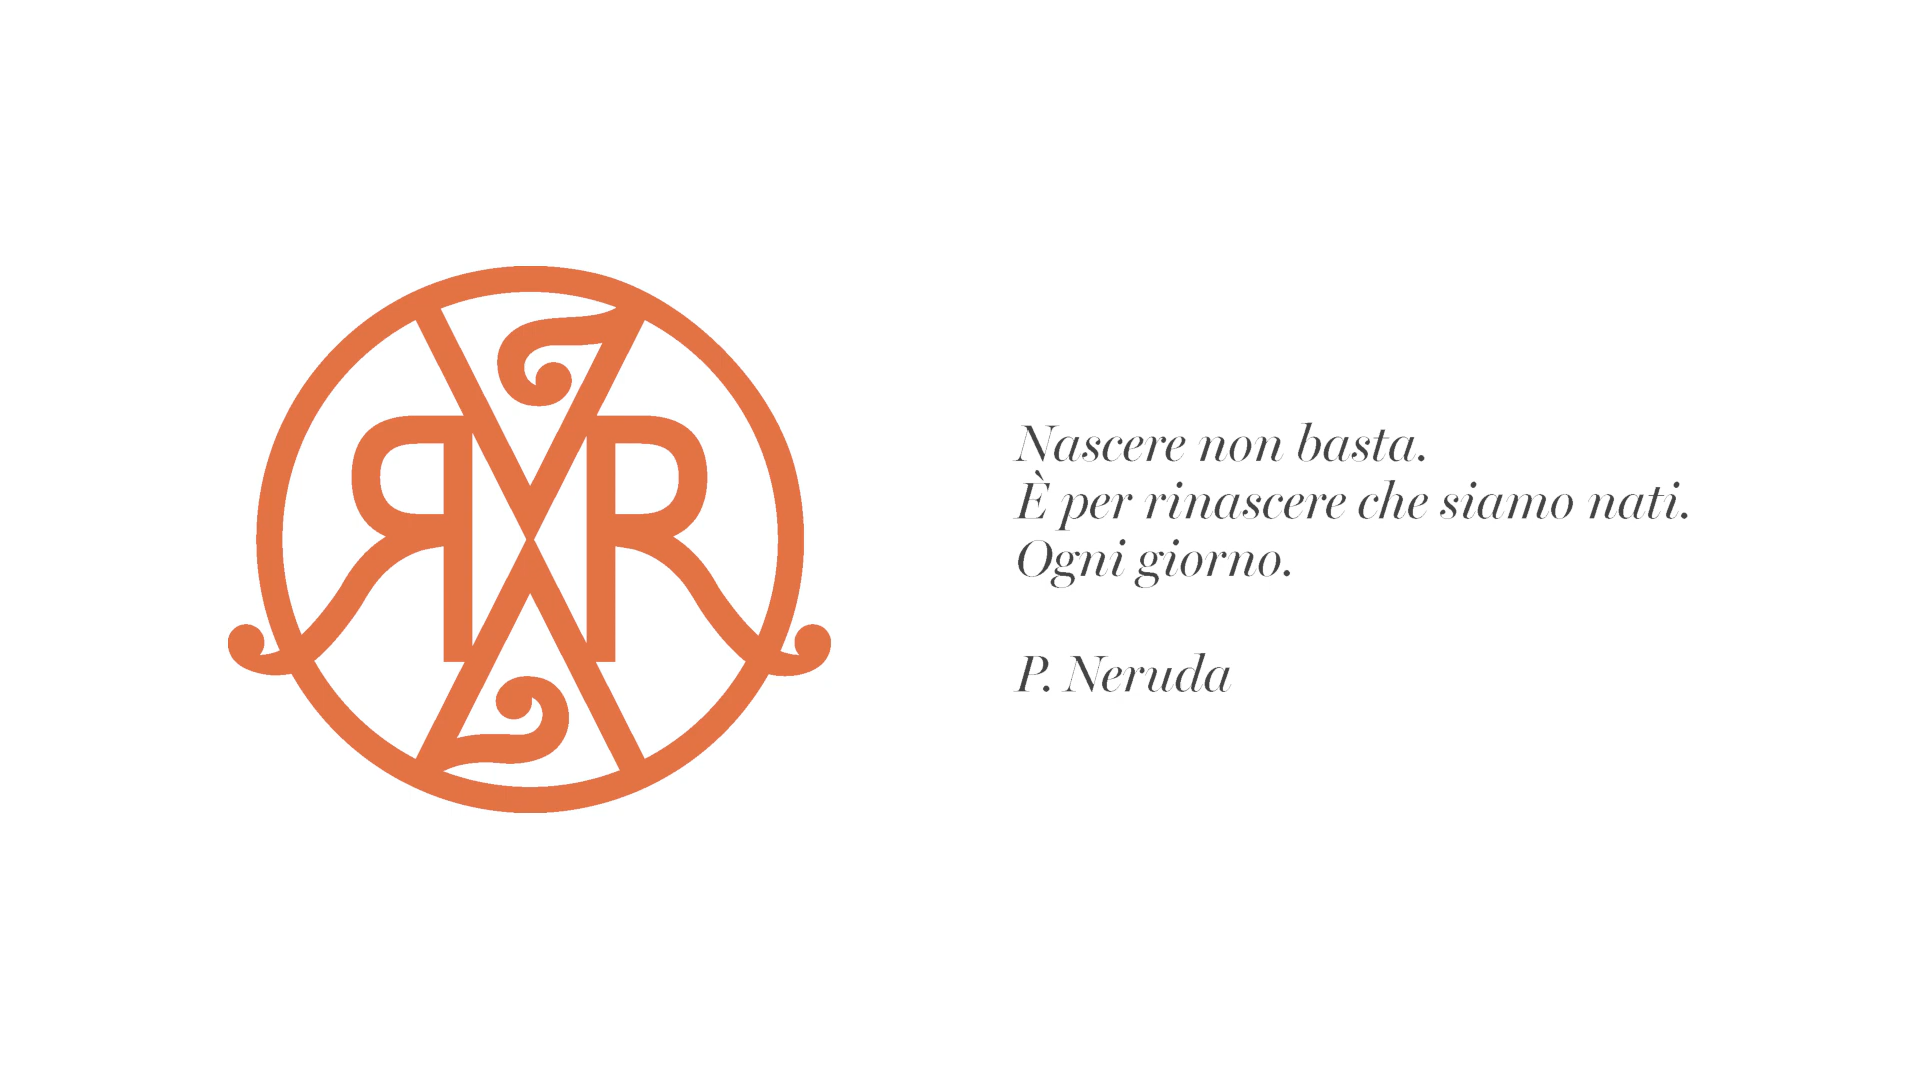 Nascere non basta.
È per rinascere che siamo nati.
Ogni giorno.
P. Neruda